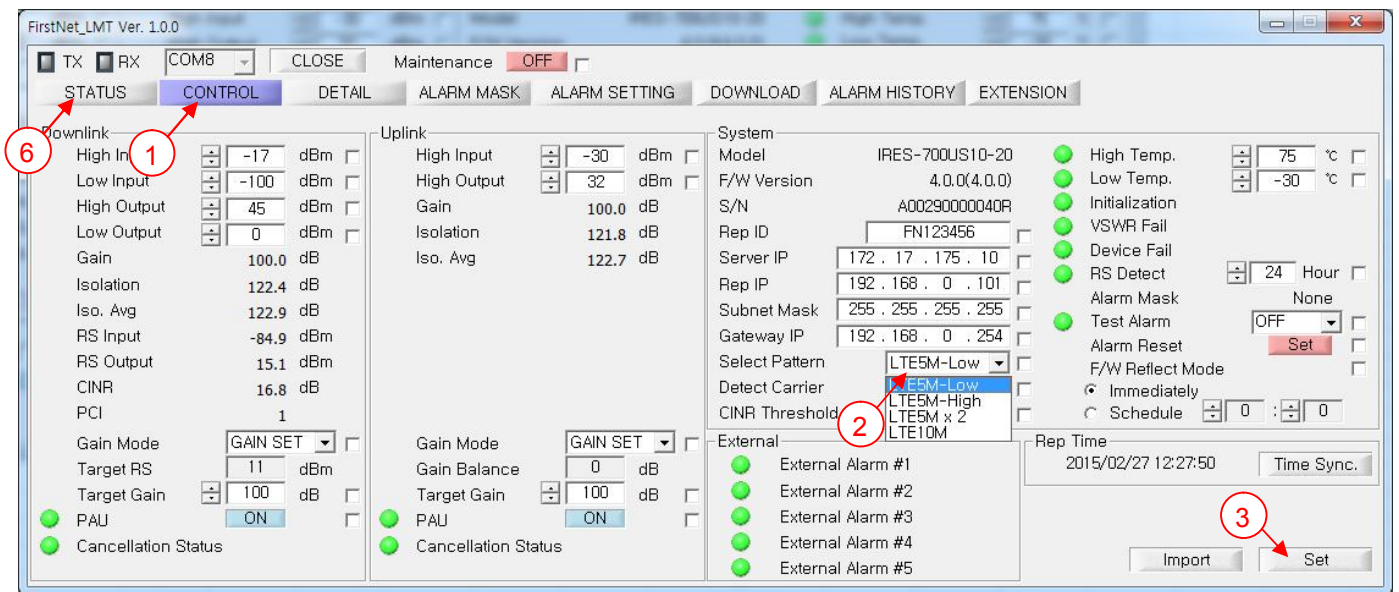 FirstNet_LMT Ver. 1.0.0
TX RX COM8 CLOSE Maintenance OFF
STATUS CONTROL DETAIL ALARM MASK ALARM SETTING DOWNLOAD ALARM HISTORY EXTENSION
6 1
Downlink
High In
-17 dBm
Low Input -100 dBm
High Output 45 dBm
Low Output 0 dBm
Gain 100.0 dB
Isolation 122.4 dB
Iso. Avg 122.9 dB
RS Input -84.9 dBm
RS Output 15.1 dBm
CINR 16.8 dB
PCI 1
Gain Mode GAIN SET
Target RS 11 dBm
Target Gain 100 dB
PAU ON
Cancellation Status
Uplink
High Input -30 dBm
High Output 32 dBm
Gain 100.0 dB
Isolation 121.8 dB
Iso. Avg 122.7 dB
Gain Mode GAIN SET
Gain Balance 0 dB
Target Gain 100 dB
PAU ON
Cancellation Status
System
Model IRES-700US10-20
F/W Version 4.0.0(4.0.0)
S/N A00290000040R
Rep ID FN123456
Server IP 172 . 17 . 175 . 10
Rep IP 192 . 168 . 0 . 101
Subnet Mask 255 . 255 . 255 . 255
Gateway IP 192 . 168 . 0 . 254
Select Pattern LTE5M-Low
Detect Carrier
CINR Threshold
LTE5M-Low
LTE5M-High
LTE5M x 2
LTE10M
2
High Temp. 75 ℃
Low Temp. -30 ℃
Initialization
VSWR Fail
Device Fail
RS Detect 24 Hour
Alarm Mask None
Test Alarm OFF
Alarm Reset Set
F/W Reflect Mode
Immediately
Schedule 0 : 0
External
External Alarm #1
External Alarm #2
External Alarm #3
External Alarm #4
External Alarm #5
Rep Time
2015/02/27 12:27:50 Time Sync.
3
Import Set